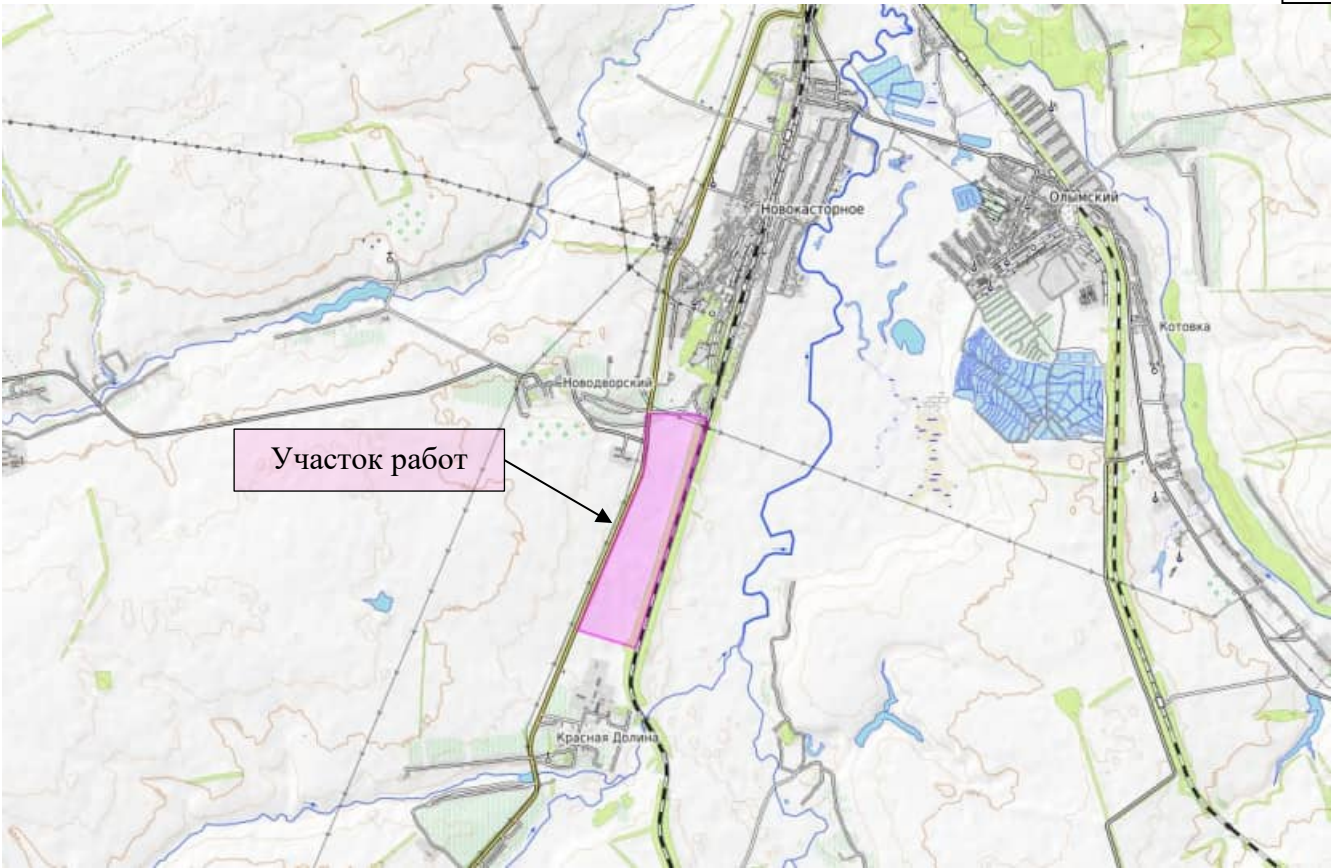 Новокасторное
Олымский
Котовка
Новодворский
Участок работ
Красная Долина